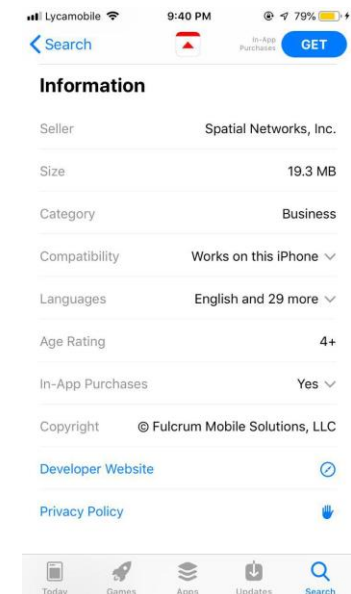 Lycamobile 9:40 PM 79%
Search In-App Purchases GET
Information
Seller Spatial Networks, Inc.
Size 19.3 MB
Category Business
Compatibility Works on this iPhone
Languages English and 29 more
Age Rating 4+
In-App Purchases Yes
Copyright © Fulcrum Mobile Solutions, LLC
Developer Website
Privacy Policy
Today Games Apps Updates Search